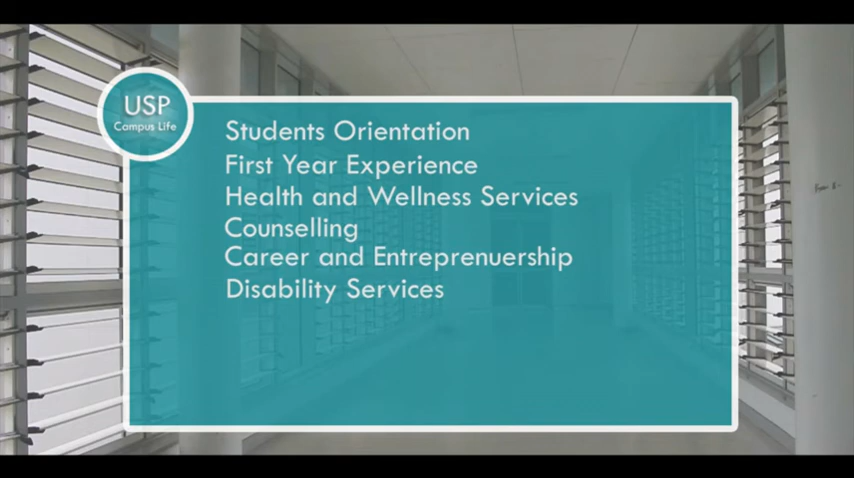 USP
Campus Life
Students Orientation
First Year Experience
Health and Wellness Services
Counselling
Career and Entreprenuership
Disability Services